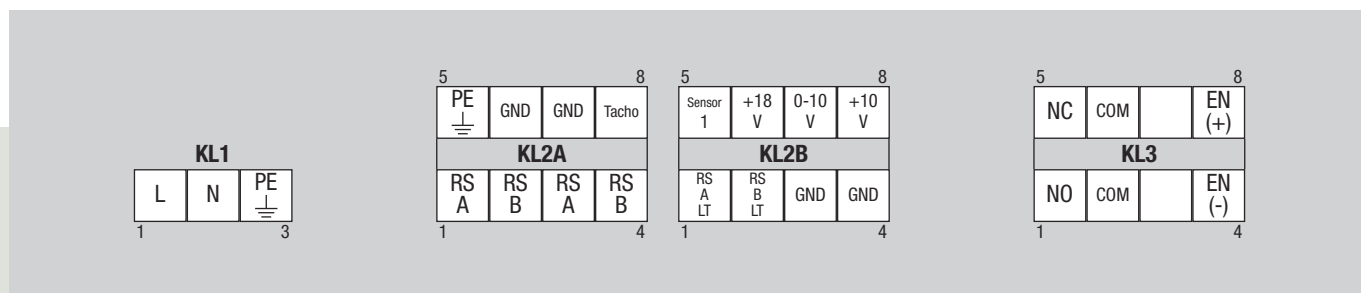 5 8
PE GND GND Tacho
KL2A
RS A RS B RS A RS B
1 4
5 8
Sensor 1 +18 V 0-10 V +10 V
KL2B
RS A LT RS B LT GND GND
1 4
5 8
NC COM EN (+)
KL3
NO COM EN (-)
1 4
KL1
L N PE
1 3